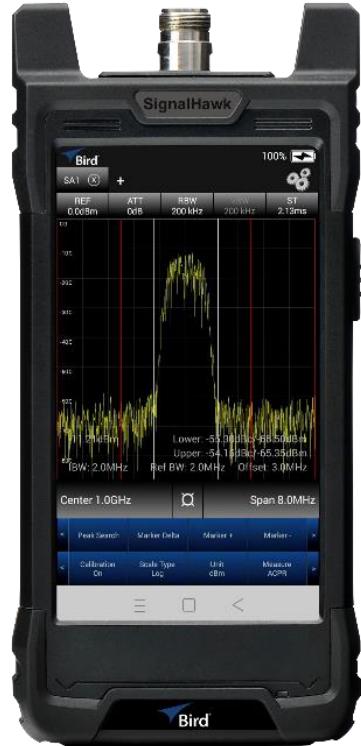 SignalHawk
Bird
100%
SA1 +
REF ATT RBW VBW ST
0.0dBm 0dB 200 kHz 200 kHz 2.13ms
-11.21dBm Lower: -55.30dBc/-66.50dBm
Upper: -54.15dBc/-65.35dBm
IBW: 2.0MHz Ref BW: 2.0MHz Offset: 3.0MHz
Center 1.0GHz Span 8.0MHz
Peak Search Marker Delta Marker + Marker -
Calibration Scale Type Unit Measure
On Log dBm ACPR
Bird